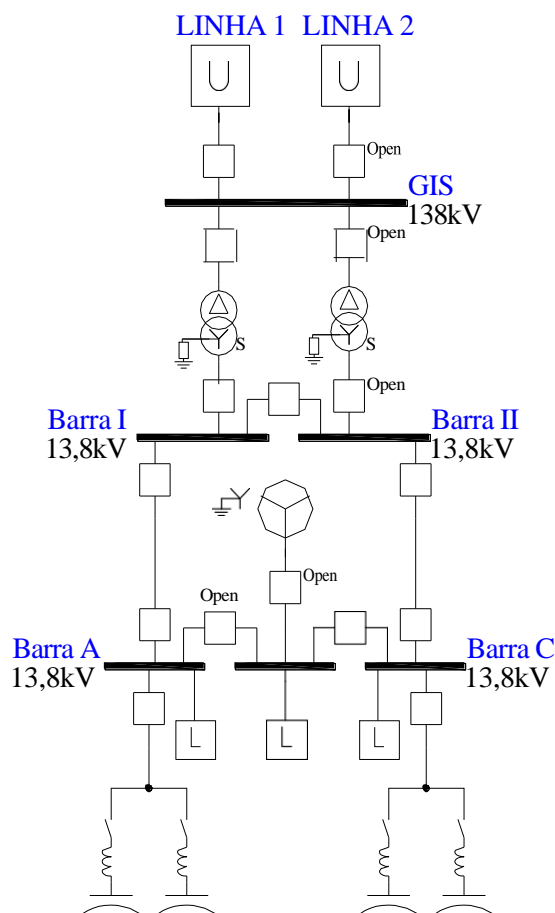 LINHA 1 LINHA 2
U U
Open
GIS
138kV
Open
S S
Open
Barra I
13,8kV
Barra II
13,8kV
Open
Open
Barra A
13,8kV
Barra C
13,8kV
L L L